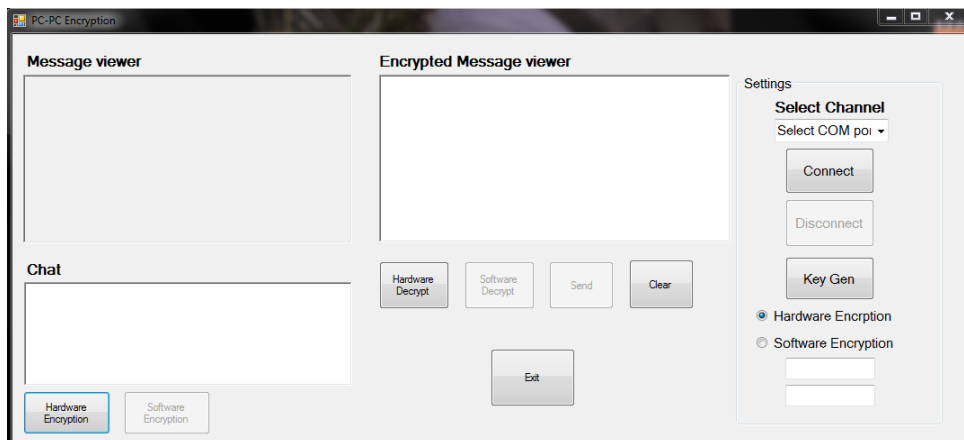 PC-PC Encryption
Message viewer
Encrypted Message viewer
Settings
Select Channel
Select COM por
Connect
Disconnect
Chat
Hardware
Decrypt
Software
Decrypt
Send
Clear
Key Gen
Hardware Encrption
Software Encryption
Exit
Hardware
Encryption
Software
Encryption